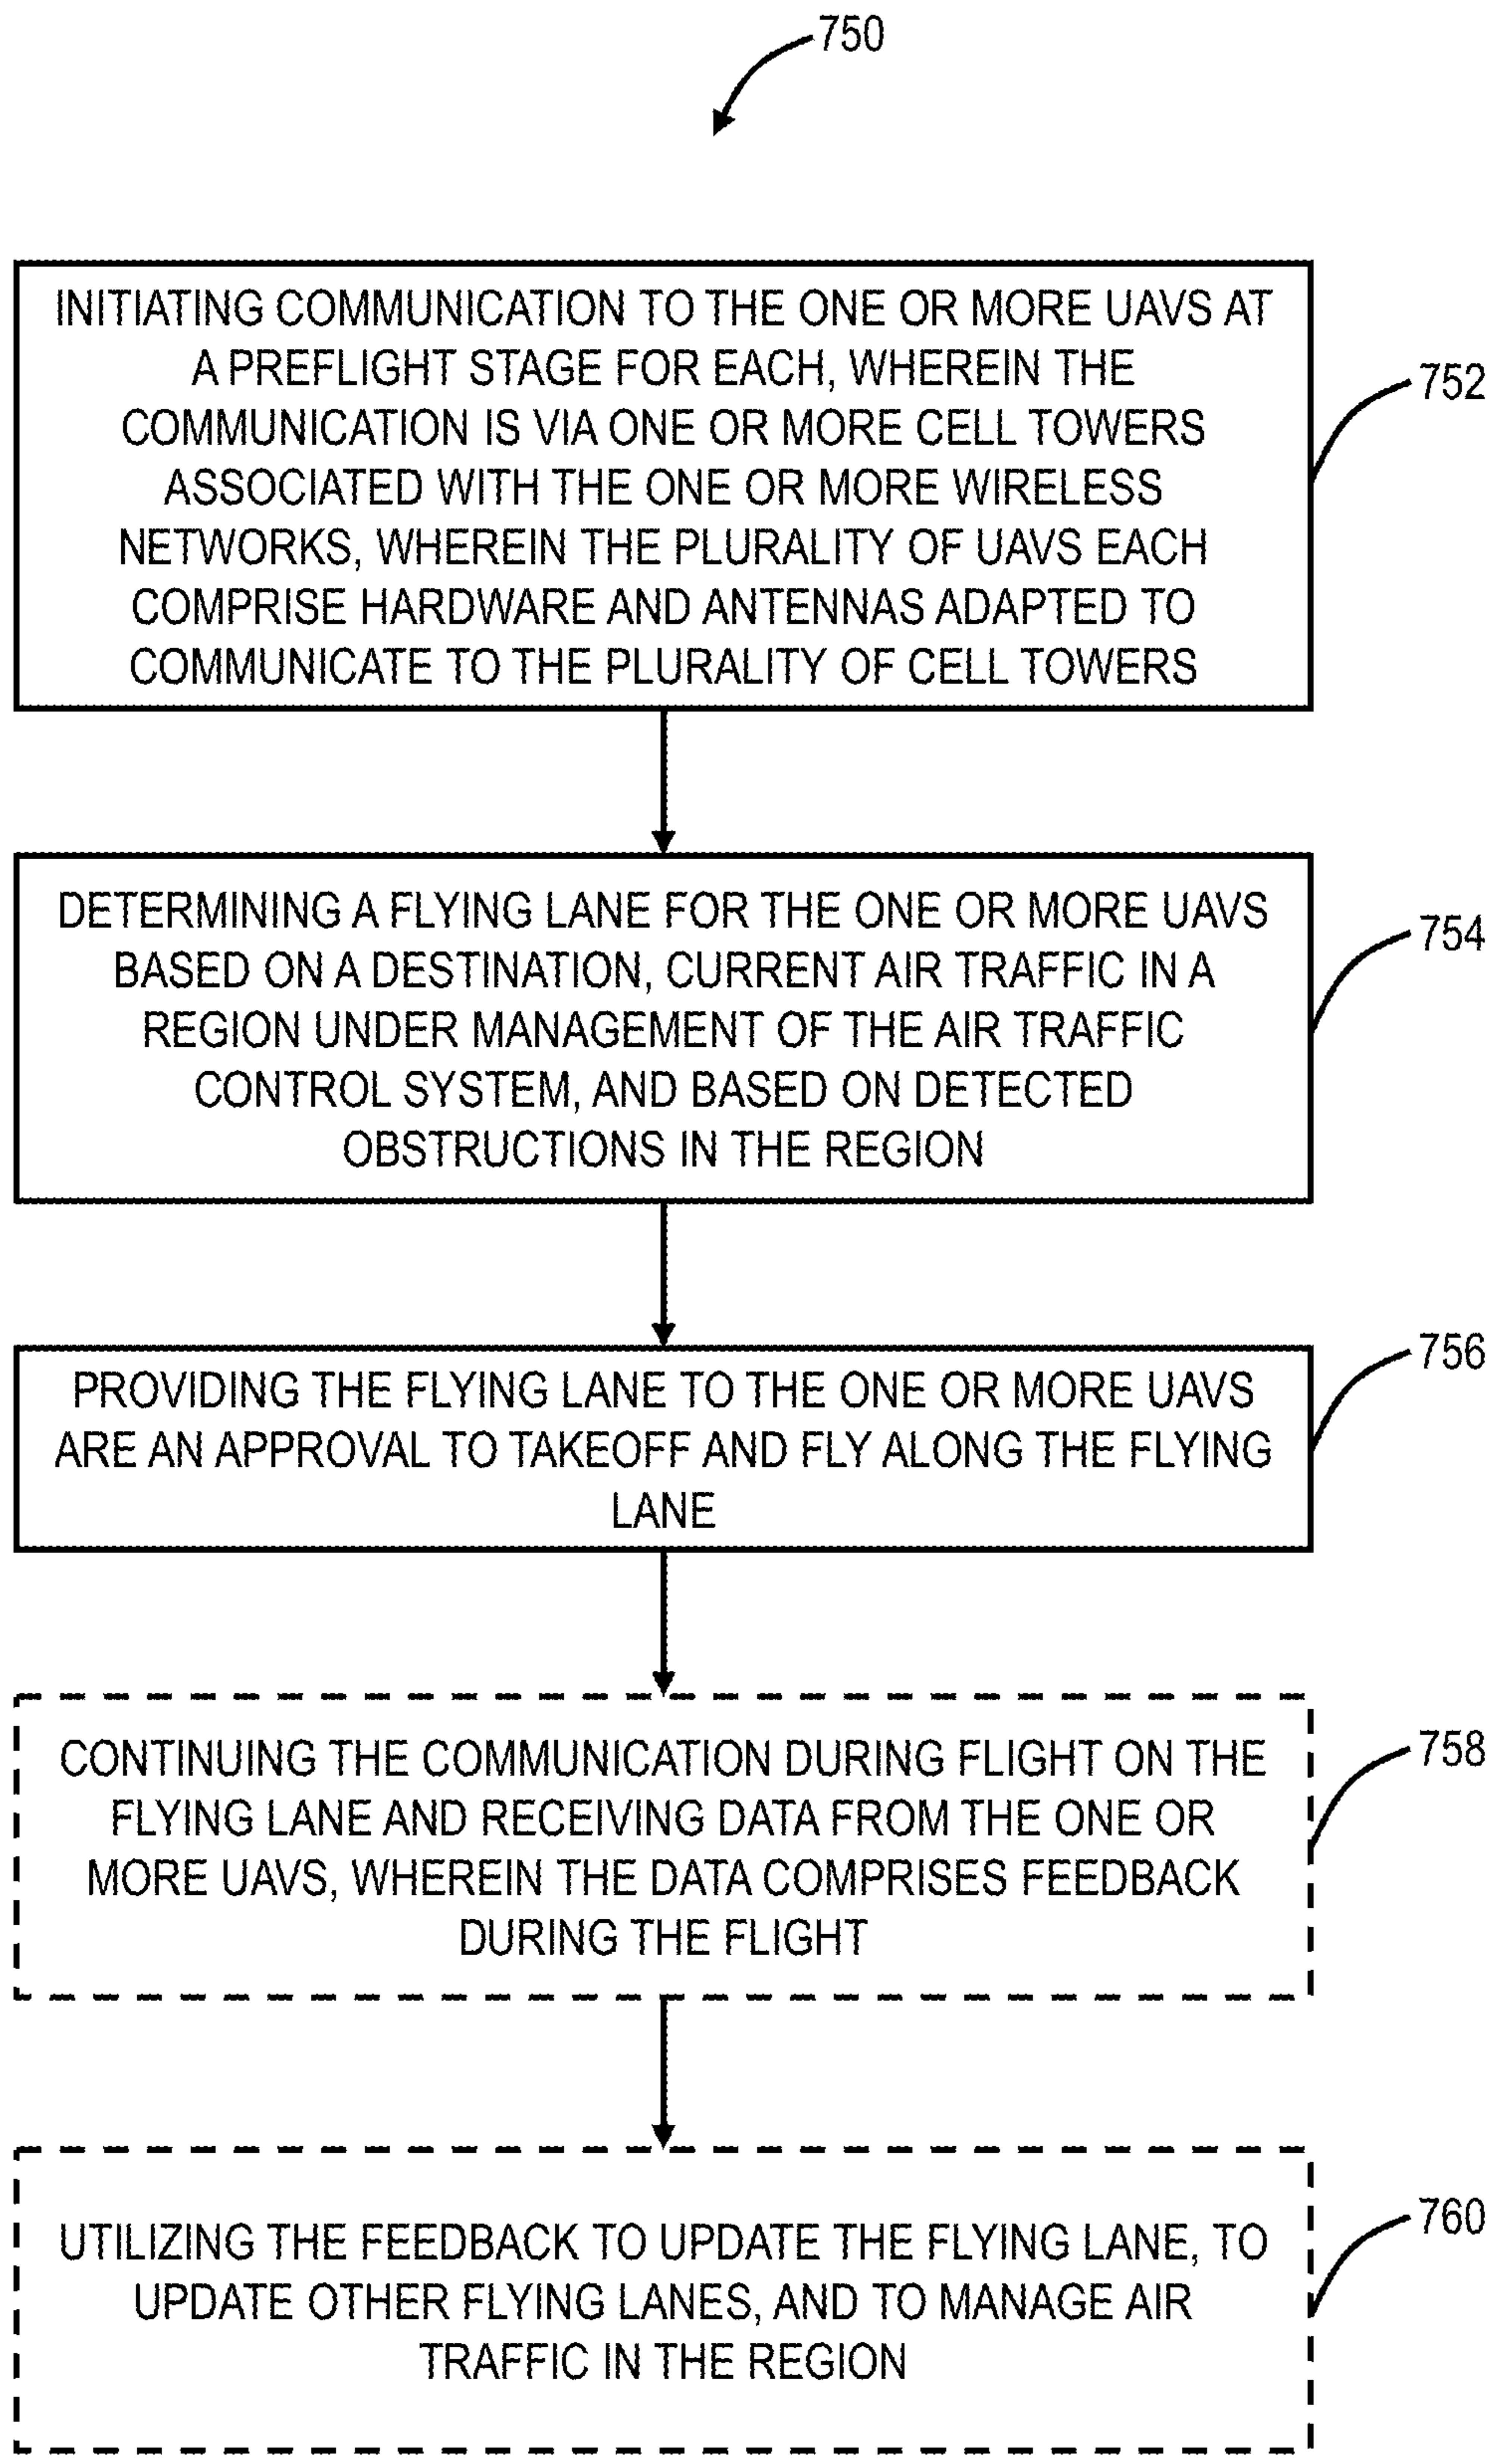 750
INITIATING COMMUNICATION TO THE ONE OR MORE UAVS AT
A PREFLIGHT STAGE FOR EACH, WHEREIN THE
COMMUNICATION IS VIA ONE OR MORE CELL TOWERS
ASSOCIATED WITH THE ONE OR MORE WIRELESS
NETWORKS, WHEREIN THE PLURALITY OF UAVS EACH
COMPRISE HARDWARE AND ANTENNAS ADAPTED TO
COMMUNICATE TO THE PLURALITY OF CELL TOWERS
752
DETERMINING A FLYING LANE FOR THE ONE OR MORE UAVS
BASED ON A DESTINATION, CURRENT AIR TRAFFIC IN A
REGION UNDER MANAGEMENT OF THE AIR TRAFFIC
CONTROL SYSTEM, AND BASED ON DETECTED
OBSTRUCTIONS IN THE REGION
754
PROVIDING THE FLYING LANE TO THE ONE OR MORE UAVS
ARE AN APPROVAL TO TAKEOFF AND FLY ALONG THE FLYING
LANE
756
CONTINUING THE COMMUNICATION DURING FLIGHT ON THE
FLYING LANE AND RECEIVING DATA FROM THE ONE OR
MORE UAVS, WHEREIN THE DATA COMPRISES FEEDBACK
DURING THE FLIGHT
758
UTILIZING THE FEEDBACK TO UPDATE THE FLYING LANE, TO
UPDATE OTHER FLYING LANES, AND TO MANAGE AIR
TRAFFIC IN THE REGION
760